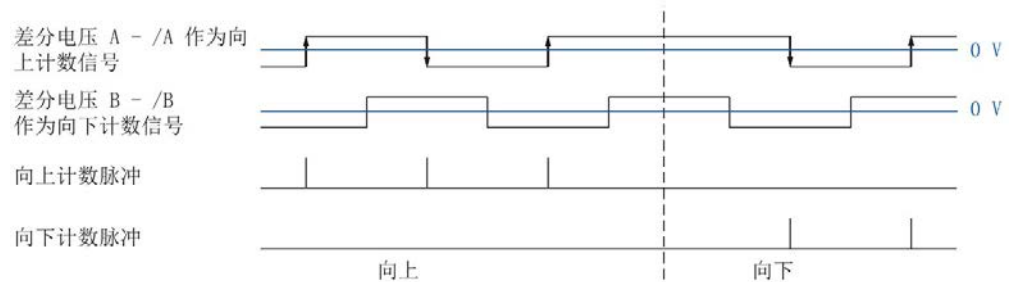 差分电压 A - /A 作为向
上计数信号
0 V
差分电压 B - /B
作为向下计数信号
0 V
向上计数脉冲
向下计数脉冲
向上
向下